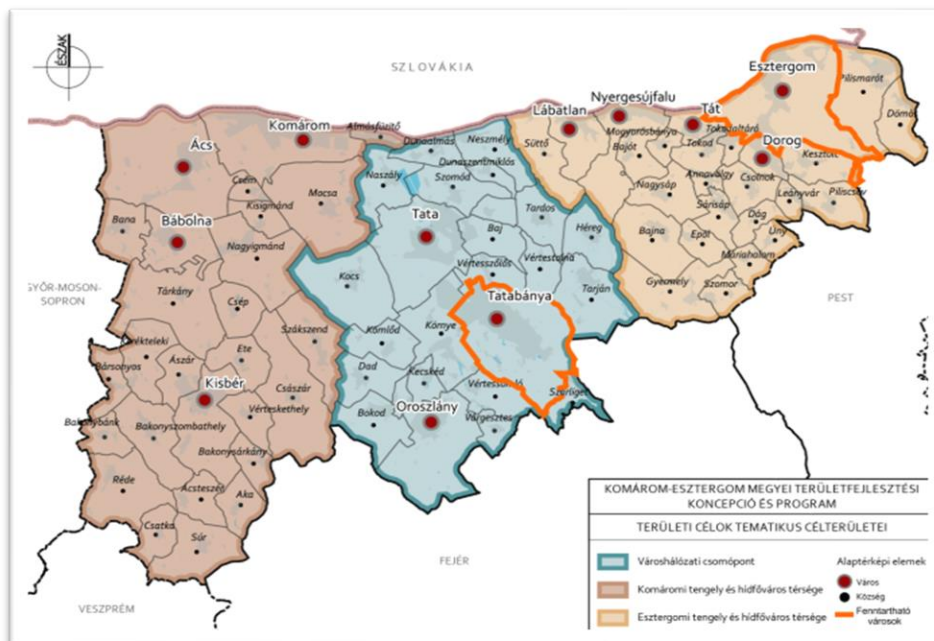 ÉSZAK
SZLOVÁKIA
Esztergom
Pilismarót
Nyergesújfalu
Lábatlan
Tát
Dömös
Komárom
Almásfüzitő
Ács
Dunaalmás
Neszmély
Süttő
Mogyorósbánya
Tokod
Tokodaltáró
Dorog
Bajót
Kesztölc
Dunaszentmiklós
Naszály
Szomód
Annavölgy
Csolnok
Leányvár
Piliscsév
Csém
Kisigmánd
Mocsa
Nagysáp
Sárisáp
Dág
Bana
Bábolna
Tata
Tardos
Baj
Héreg
Bajna
Epöl
Úny
Máriahalom
Nagyigmánd
Vértesszőlős
Vértestolna
Kocs
Gyermely
Szomor
GYŐR-MOSON-
SOPRON
Tárkány
Csép
Tatabánya
Tarján
PEST
Szákszend
Kömlőd
Környe
Ete
Ászár
Bársonyos
Dad
Kecskéd
Kisbér
Császár
Vértessomló
Szárliget
Vérteskethely
Bakonybánk
Bakonyszombathely
Bokod
Oroszlány
Várgesztes
Bakonysárkány
Réde
Ácsteszér
Aka
Csatka
Súr
FEJÉR
VESZPRÉM
KOMÁROM-ESZTERGOM MEGYEI TERÜLETFEJLESZTÉSI
KONCEPCIÓ ÉS PROGRAM
TERÜLETI CÉLOK TEMATIKUS CÉLTERÜLETEI
Városhálózati csomópont
Komáromi tengely és hídfőváros térsége
Esztergomi tengely és hídfőváros térsége
Alaptérképi elemek
Város
Község
Fenntartható
városok